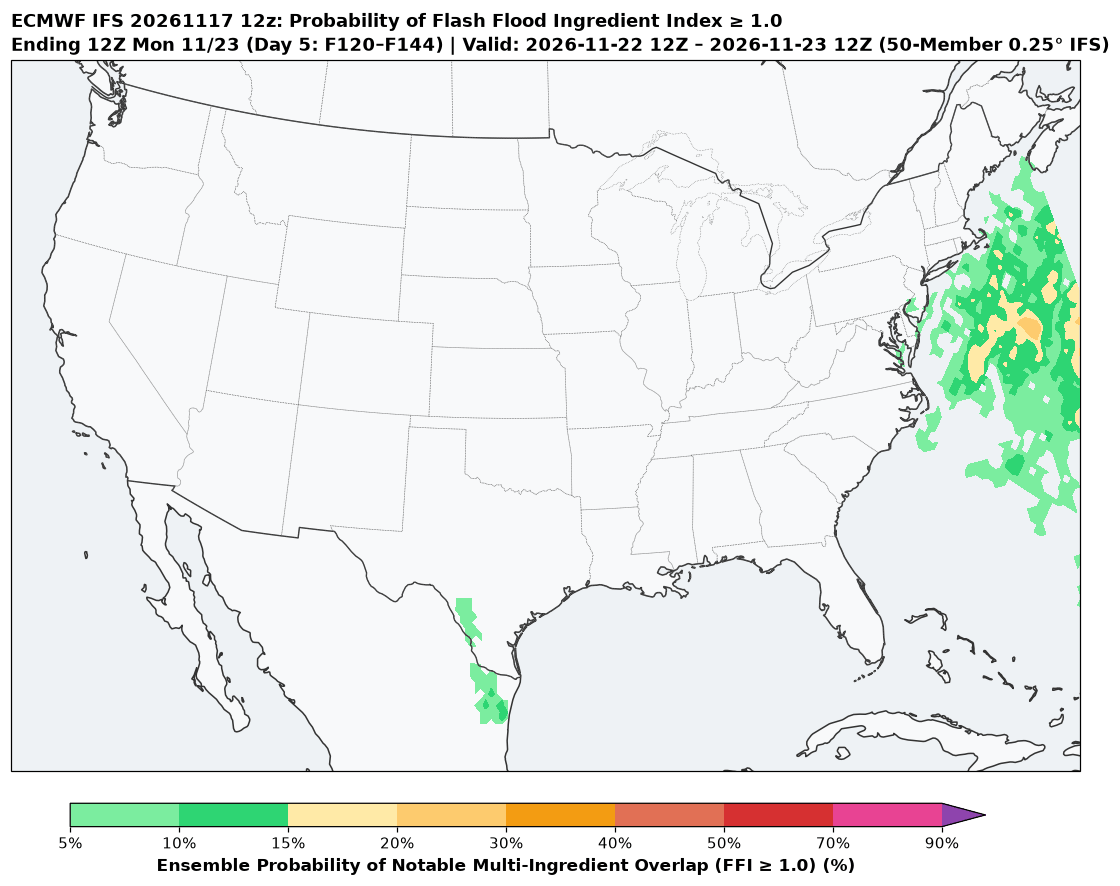 ECMWF IFS 20261117 12z: Probability of Flash Flood Ingredient Index ≥ 1.0
Ending 12Z Mon 11/23 (Day 5: F120–F144) | Valid: 2026-11-22 12Z – 2026-11-23 12Z (50-Member 0.25° IFS)
5% 10% 15% 20% 30% 40% 50% 70% 90%
Ensemble Probability of Notable Multi-Ingredient Overlap (FFI ≥ 1.0) (%)